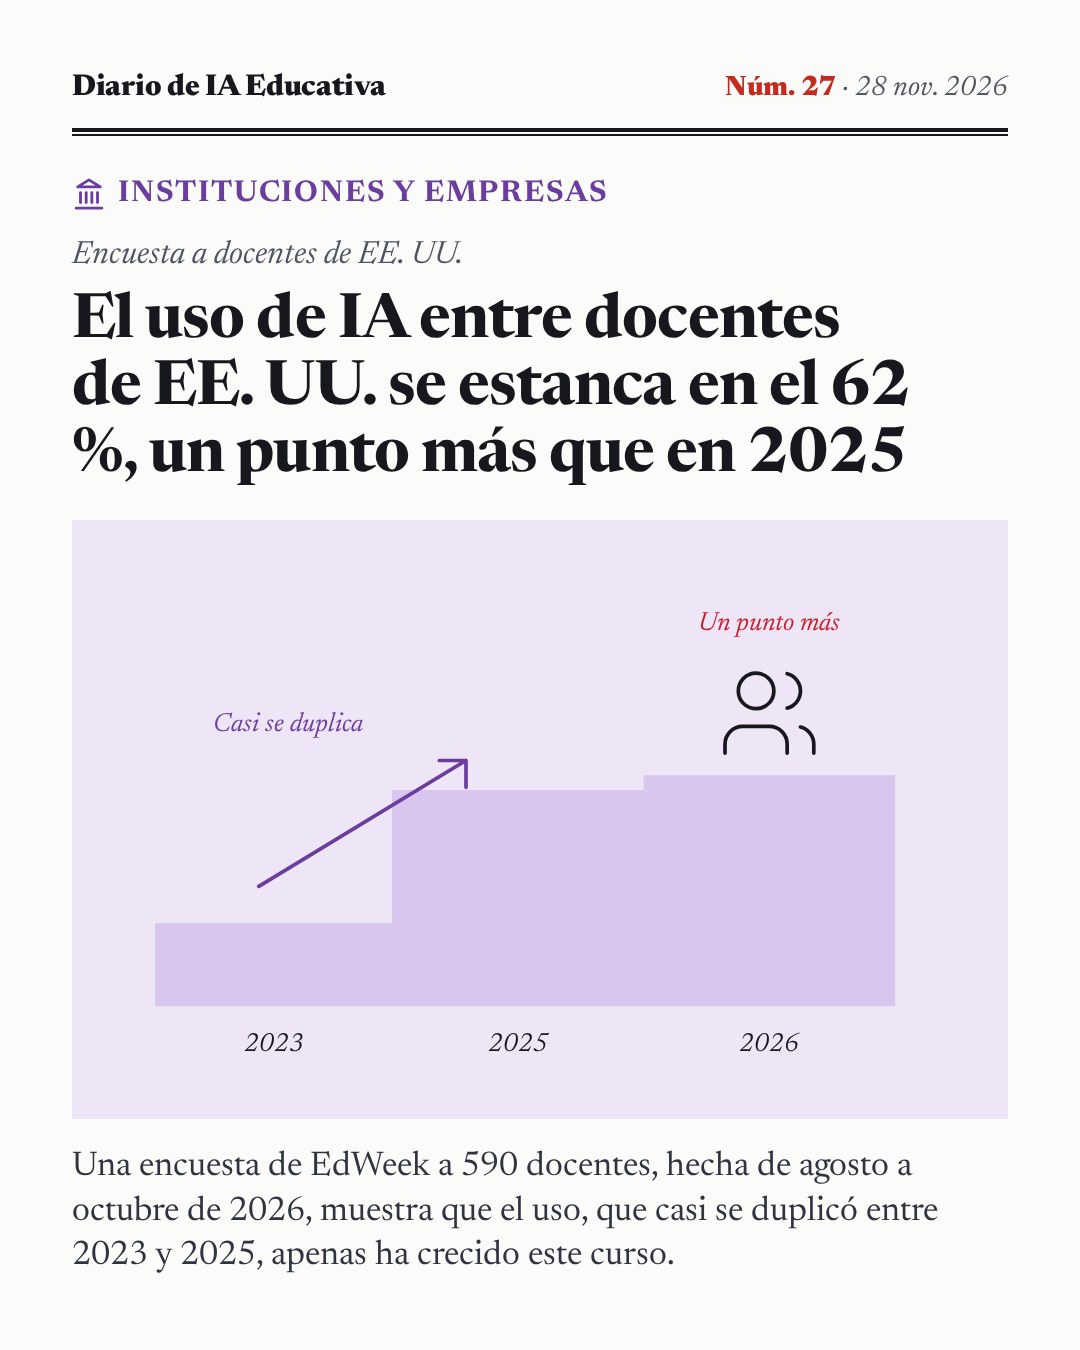 Diario de IA Educativa
Núm. 27 · 28 nov. 2026
INSTITUCIONES Y EMPRESAS
Encuesta a docentes de EE. UU.
El uso de IA entre docentes
de EE. UU. se estanca en el 62
%, un punto más que en 2025
Un punto más
Casi se duplica
2023
2025
2026
Una encuesta de EdWeek a 590 docentes, hecha de agosto a
octubre de 2026, muestra que el uso, que casi se duplicó entre
2023 y 2025, apenas ha crecido este curso.